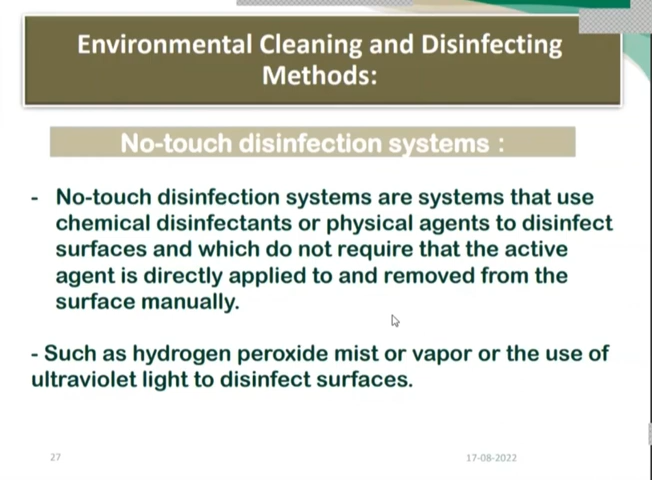 Environmental Cleaning and Disinfecting
Methods:
No-touch disinfection systems :
- No-touch disinfection systems are systems that use
chemical disinfectants or physical agents to disinfect
surfaces and which do not require that the active
agent is directly applied to and removed from the
surface manually.
- Such as hydrogen peroxide mist or vapor or the use of
ultraviolet light to disinfect surfaces.
27
17-08-2022